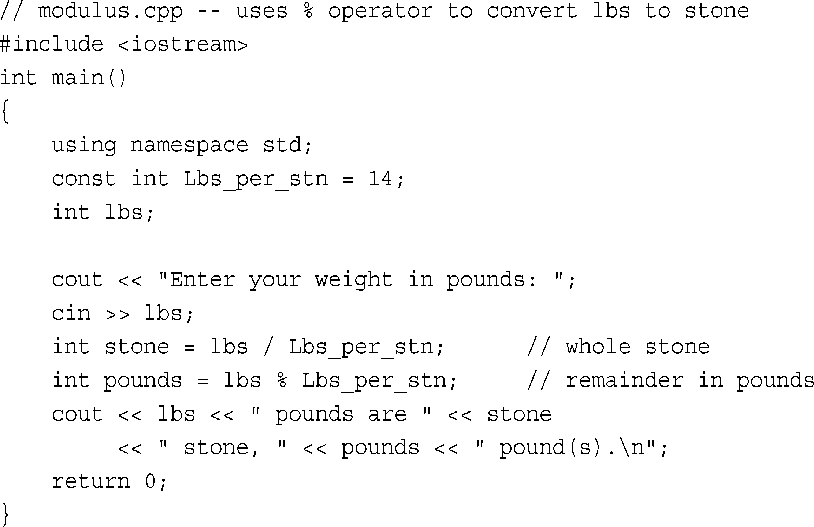 // modulus.cpp -- uses % operator to convert lbs to stone
#include <iostream>
int main()
{
    using namespace std;
    const int Lbs_per_stn = 14;
    int lbs;

    cout << "Enter your weight in pounds: ";
    cin >> lbs;
    int stone = lbs / Lbs_per_stn;      // whole stone
    int pounds = lbs % Lbs_per_stn;     // remainder in pounds
    cout << lbs << " pounds are " << stone
         << " stone, " << pounds << " pound(s).\n";
    return 0;
}